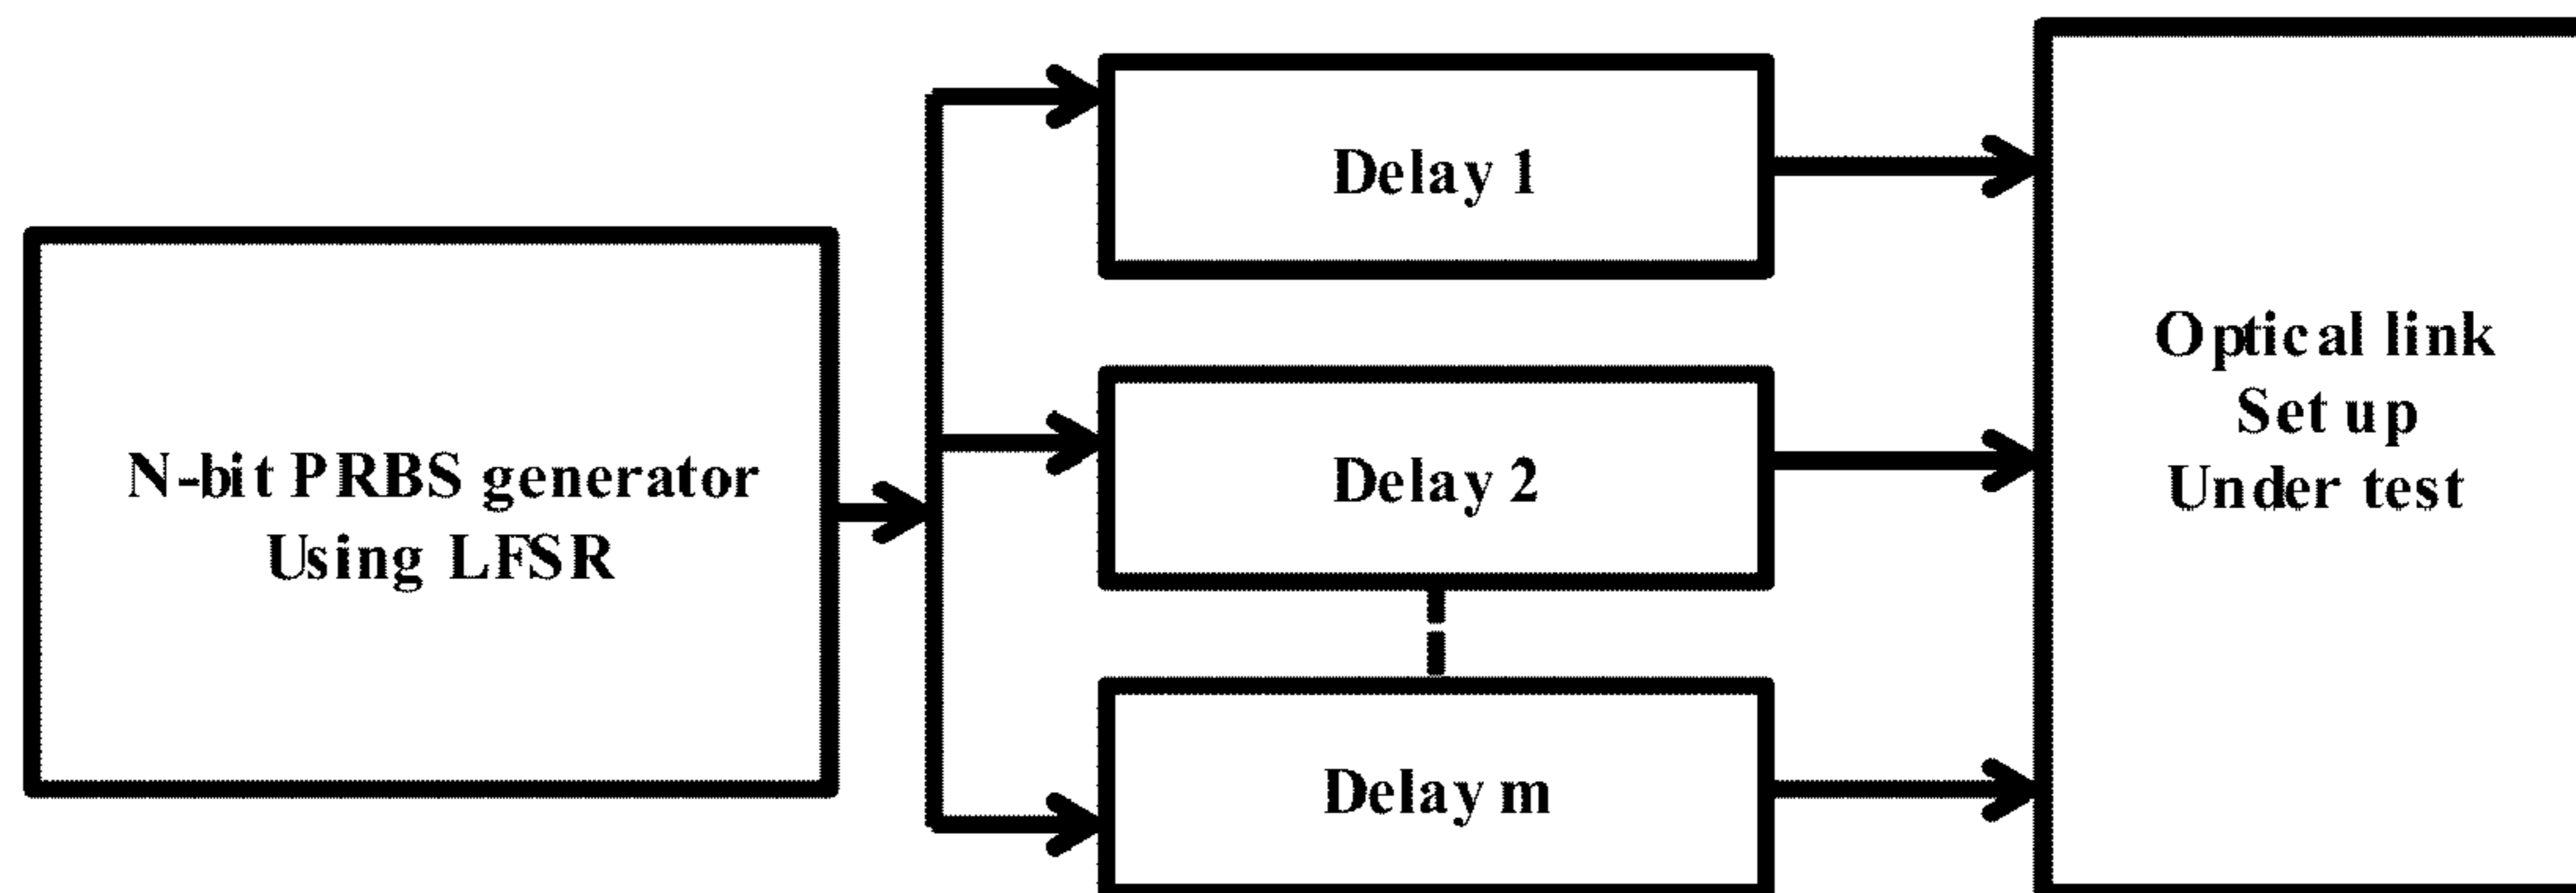 N-bit PRBS generator
Using LFSR
Delay 1
Delay 2
Delay m
Optical link
Set up
Under test